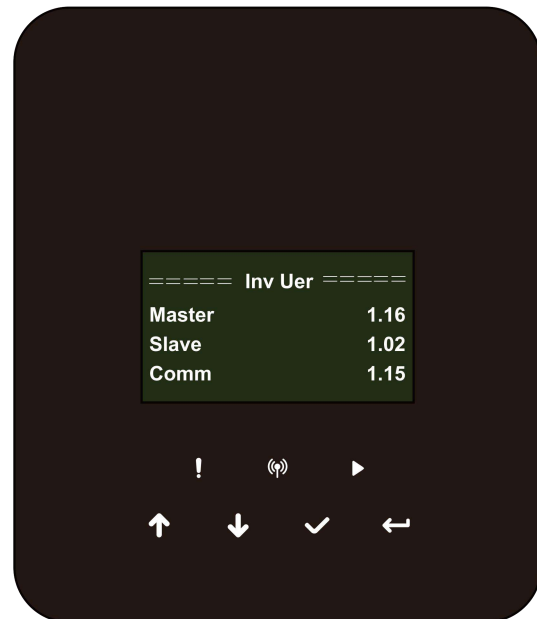 ===== Inv Uer =====
Master 1.16
Slave 1.02
Comm 1.15